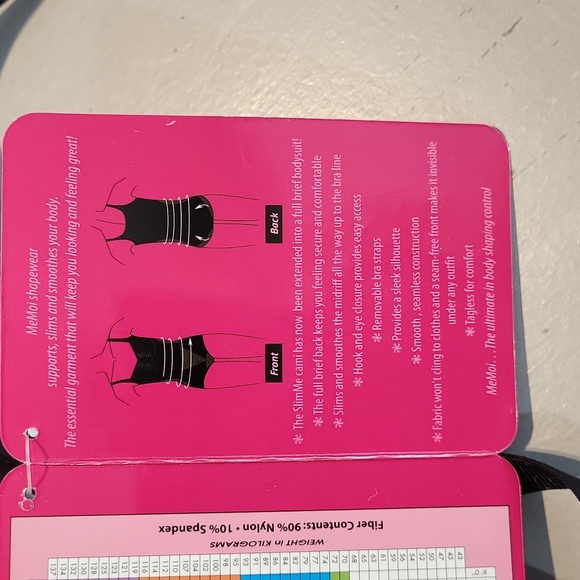 MeMoi shapewear
supports, slims and smoothes your body.
The essential garment that will keep you looking and feeling great!
Front
Back
* The SlimMe cami has now been extended into a full brief bodysuit!
* The full brief back keeps you feeling secure and comfortable
* Slims and smoothes the midriff all the way up to the bra line
* Hook and eye closure provides easy access
* Removable bra straps
* Provides a sleek silhouette
* Smooth , seamless construction
* Fabric won't cling to clothes and a seam-free front makes it invisible
under any outfit
* Tagless for comfort
MeMoi. . . The ultimate in body shaping control
Fiber Contents: 90% Nylon • 10% Spandex
WEIGHT in KILOGRAMS